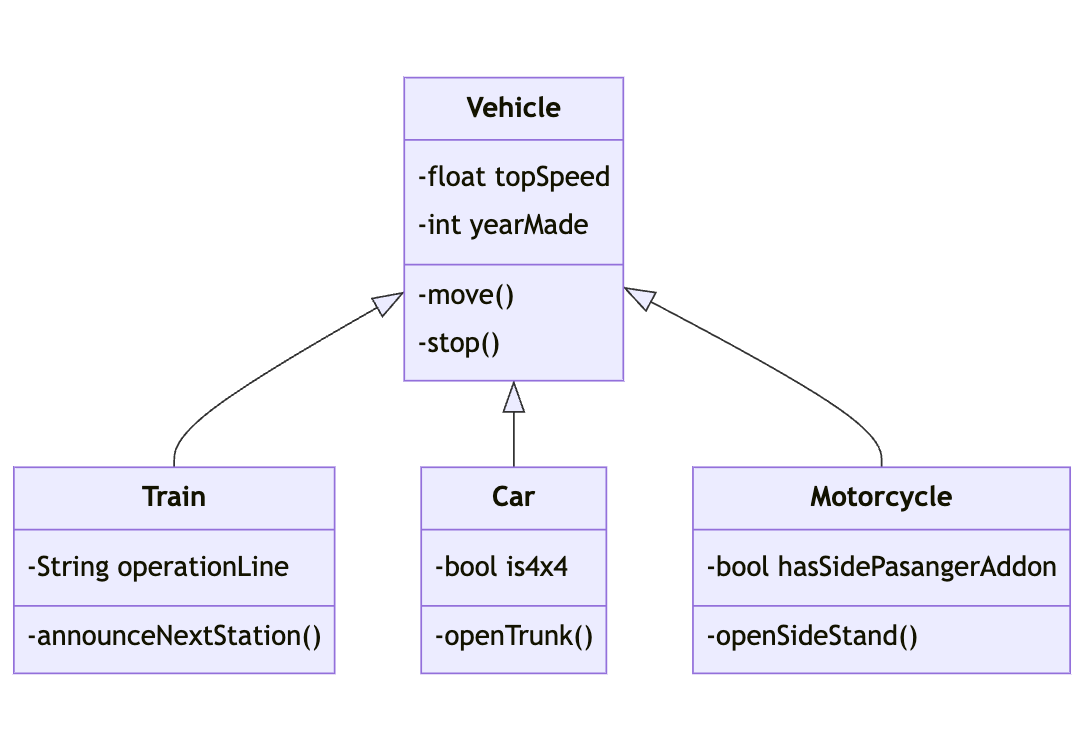 Vehicle
-float topSpeed
-int yearMade
-move()
-stop()
Train
-String operationLine
-announceNextStation()
Car
-bool is4x4
-openTrunk()
Motorcycle
-bool hasSidePasangerAddon
-openSideStand()